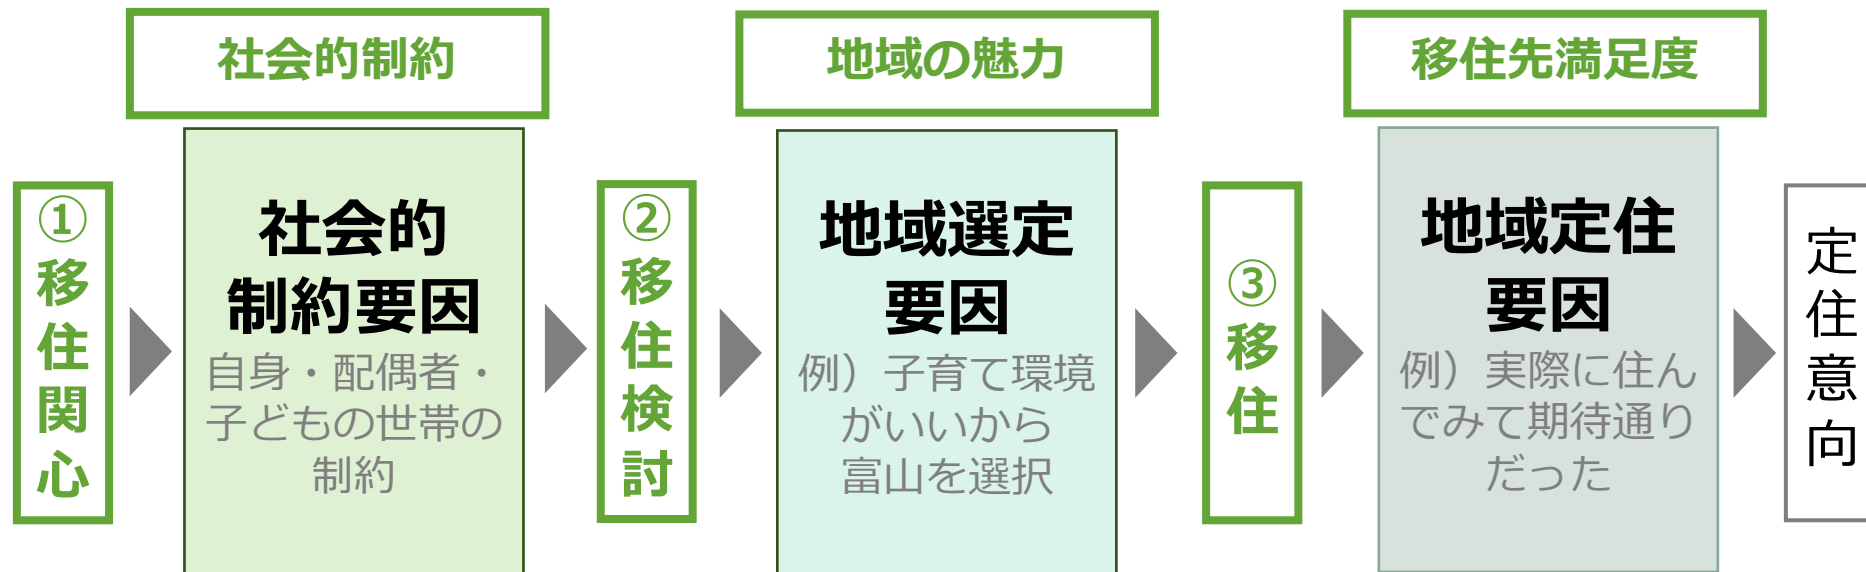 社会的制約
地域の魅力
移住先満足度
①移住関心
社会的
制約要因
自身・配偶者・
子どもの世帯の
制約
②移住検討
地域選定
要因
例）子育て環境
がいいから
富山を選択
③移住
地域定住
要因
例）実際に住ん
でみて期待通り
だった
定住意向